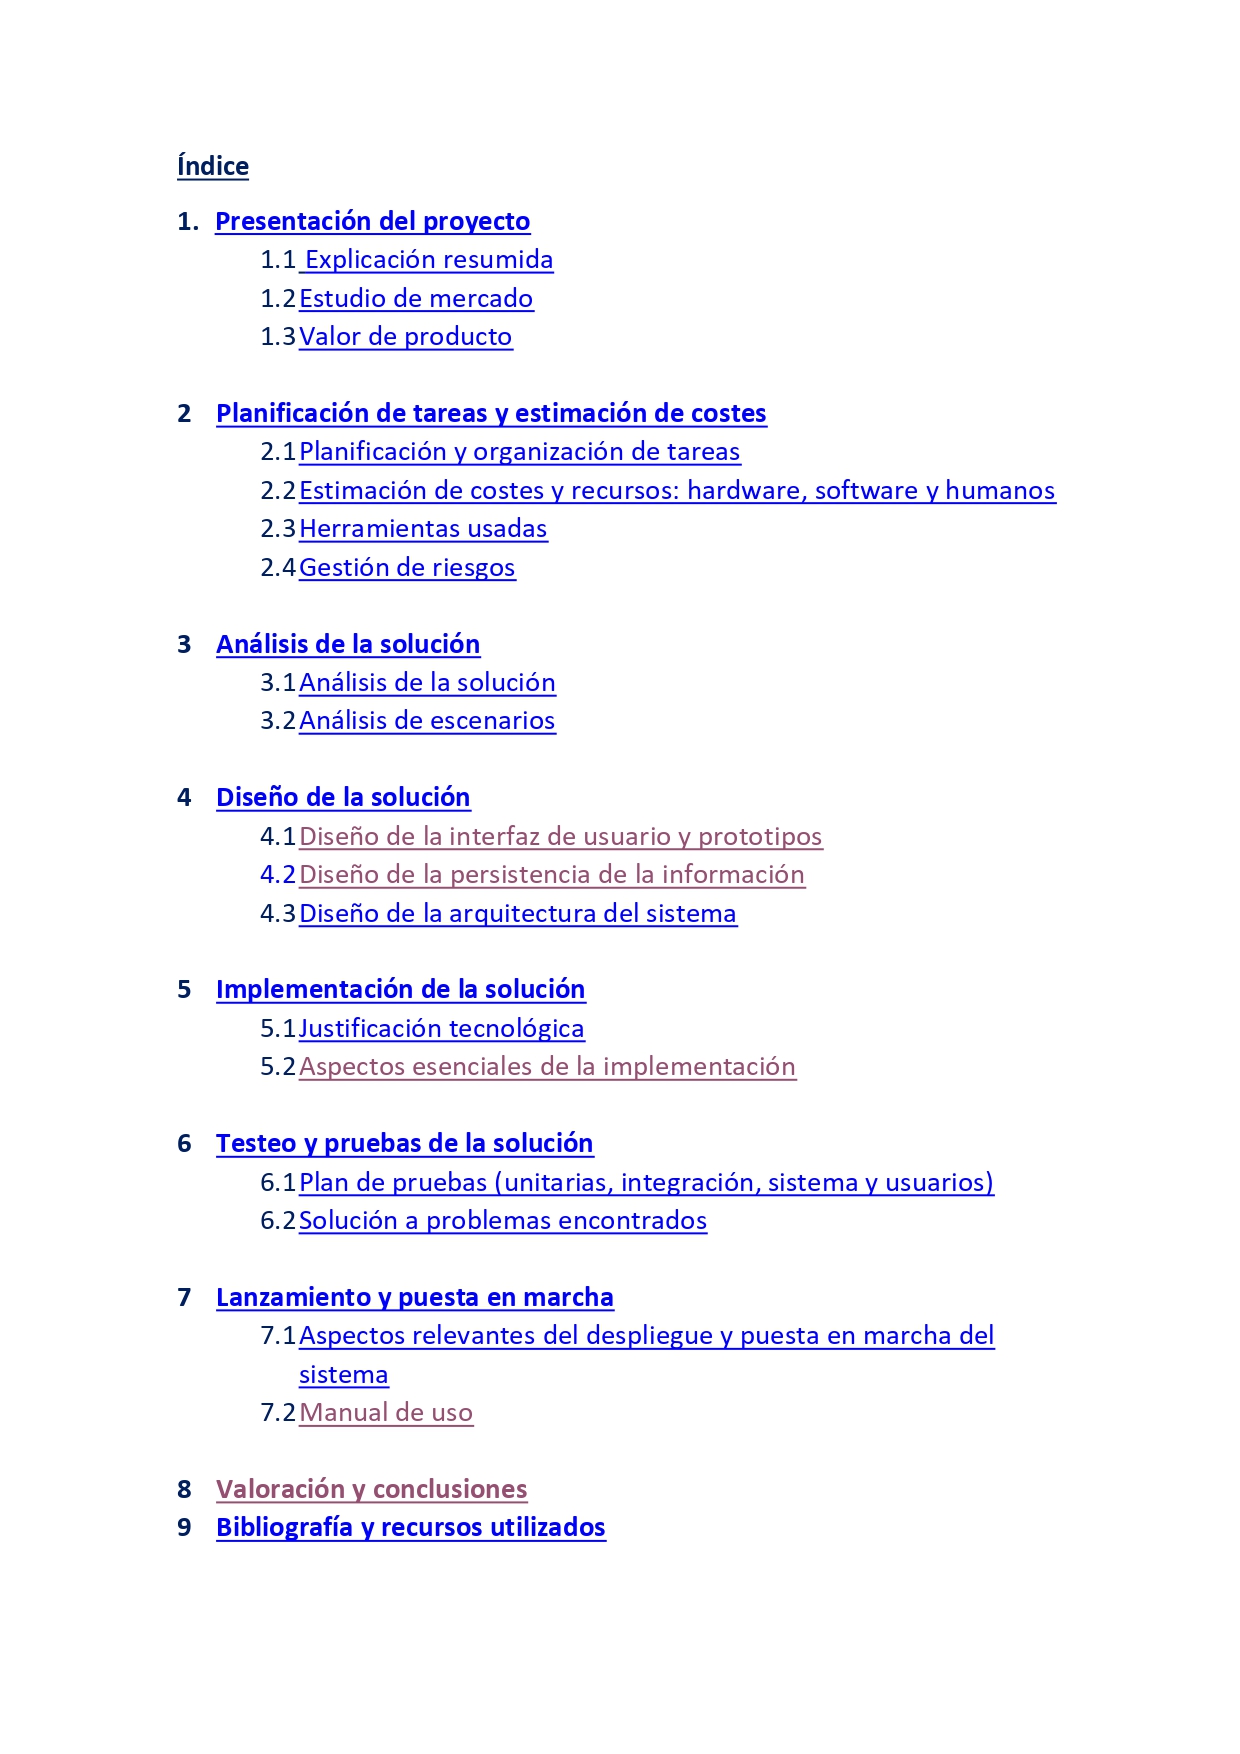 Índice
1. Presentación del proyecto
1.1 Explicación resumida
1.2 Estudio de mercado
1.3 Valor de producto
2 Planificación de tareas y estimación de costes
2.1 Planificación y organización de tareas
2.2 Estimación de costes y recursos: hardware, software y humanos
2.3 Herramientas usadas
2.4 Gestión de riesgos
3 Análisis de la solución
3.1 Análisis de la solución
3.2 Análisis de escenarios
4 Diseño de la solución
4.1 Diseño de la interfaz de usuario y prototipos
4.2 Diseño de la persistencia de la información
4.3 Diseño de la arquitectura del sistema
5 Implementación de la solución
5.1 Justificación tecnológica
5.2 Aspectos esenciales de la implementación
6 Testeo y pruebas de la solución
6.1 Plan de pruebas (unitarias, integración, sistema y usuarios)
6.2 Solución a problemas encontrados
7 Lanzamiento y puesta en marcha
7.1 Aspectos relevantes del despliegue y puesta en marcha del
sistema
7.2 Manual de uso
8 Valoración y conclusiones
9 Bibliografía y recursos utilizados